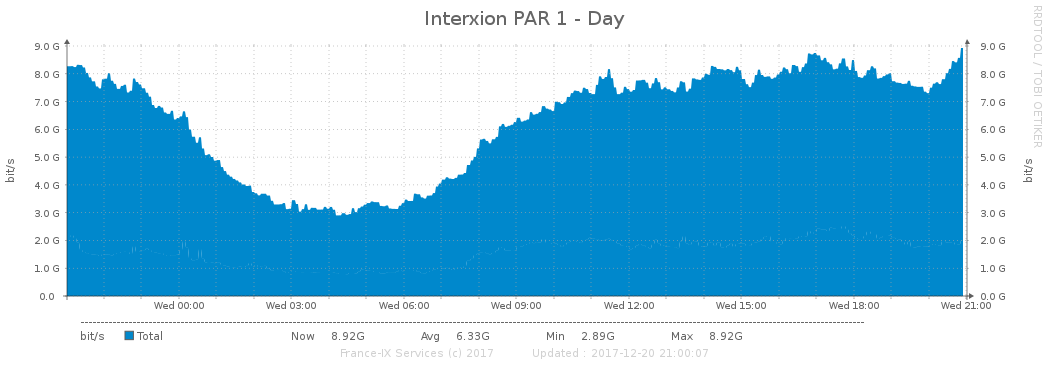 Interxion PAR 1 - Day
RRDTOOL / TOBI OETIKER
9.0 G 9.0 G
8.0 G 8.0 G
7.0 G 7.0 G
6.0 G 6.0 G
5.0 G 5.0 G
bit/s bit/s
4.0 G 4.0 G
3.0 G 3.0 G
2.0 G 2.0 G
1.0 G 1.0 G
0.0 0.0 G
Wed 00:00 Wed 03:00 Wed 06:00 Wed 09:00 Wed 12:00 Wed 15:00 Wed 18:00 Wed 21:00
bit/s Total Now 8.92G Avg 6.33G Min 2.89G Max 8.92G
France-IX Services (c) 2017 Updated : 2017-12-20 21:00:07